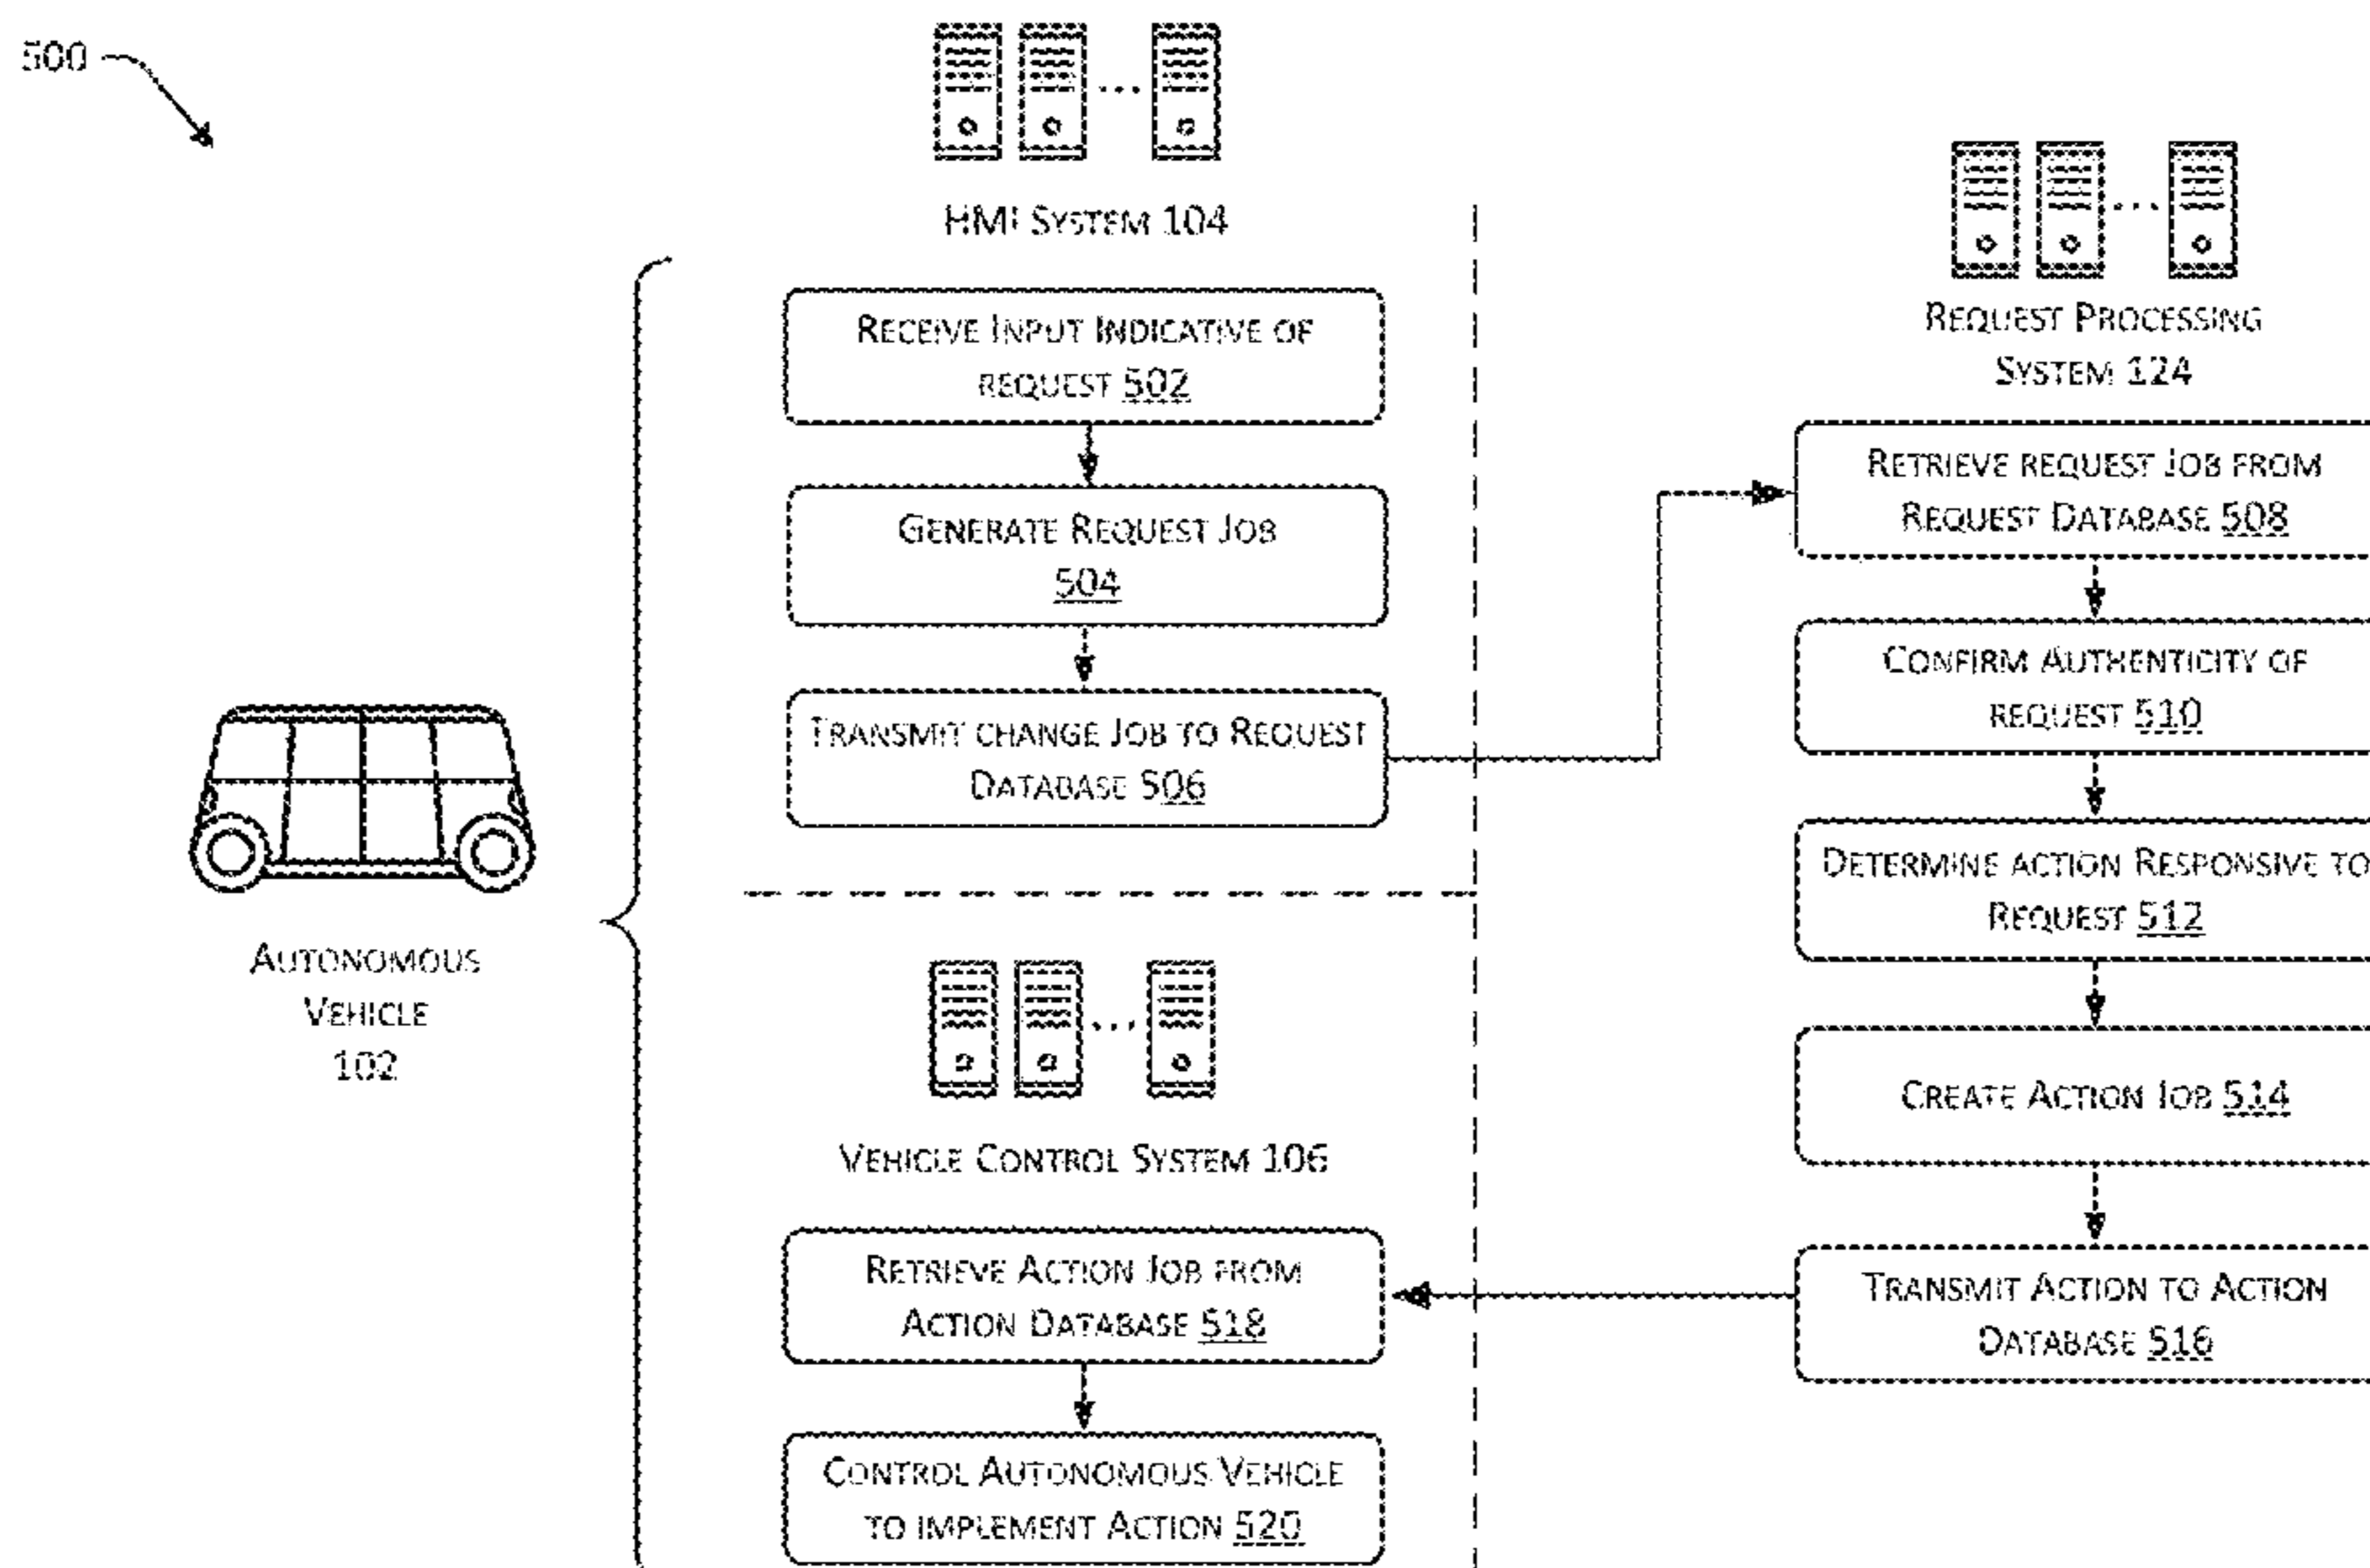 500
HMI SYSTEM 104
RECEIVE INPUT INDICATIVE OF
REQUEST 502
GENERATE REQUEST JOB
504
TRANSMIT CHANGE JOB TO REQUEST
DATABASE 506
AUTONOMOUS
VEHICLE
102
VEHICLE CONTROL SYSTEM 106
RETRIEVE ACTION JOB FROM
ACTION DATABASE 518
CONTROL AUTONOMOUS VEHICLE
TO IMPLEMENT ACTION 520
REQUEST PROCESSING
SYSTEM 124
RETRIEVE REQUEST JOB FROM
REQUEST DATABASE 508
CONFIRM AUTHENTICITY OF
REQUEST 510
DETERMINE ACTION RESPONSIVE TO
REQUEST 512
CREATE ACTION JOB 514
TRANSMIT ACTION TO ACTION
DATABASE 516